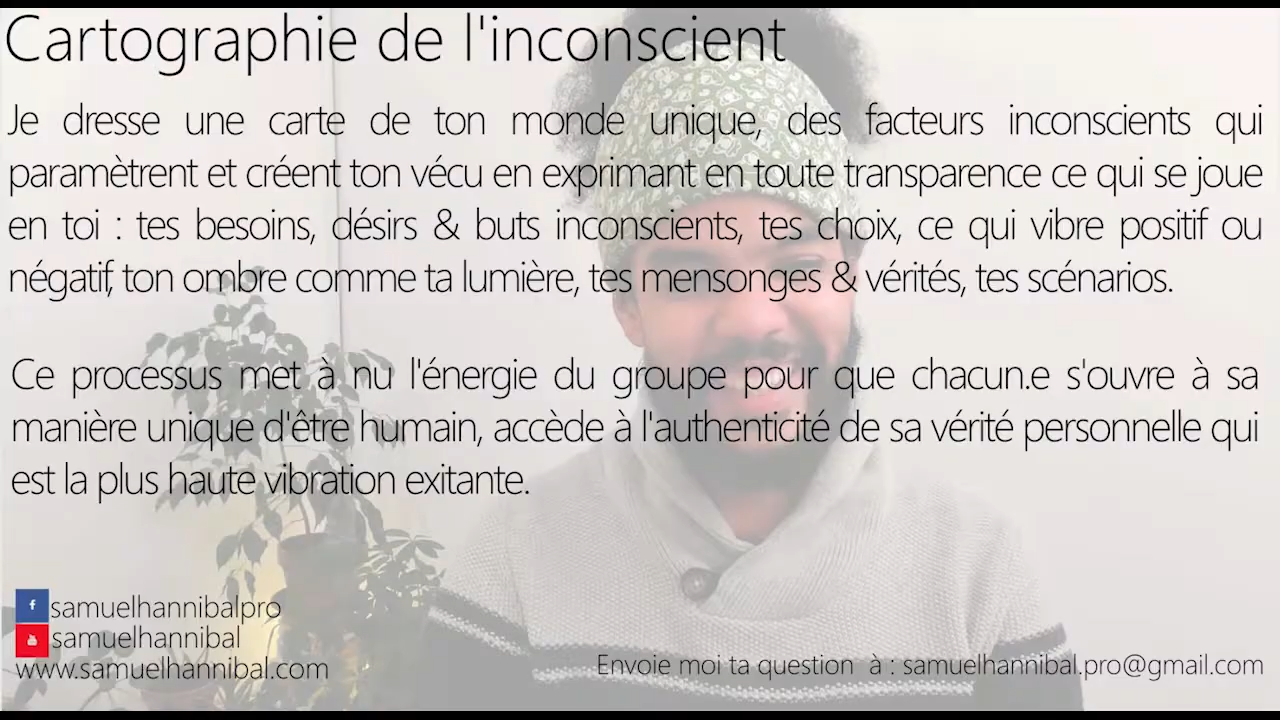 Cartographie de l'inconscient
Je dresse une carte de ton monde unique, des facteurs inconscients qui
paramètrent et créent ton vécu en exprimant en toute transparence ce qui se joue
en toi : tes besoins, désirs & buts inconscients, tes choix, ce qui vibre positif ou
négatif, ton ombre comme ta lumière, tes mensonges & vérités, tes scénarios.
Ce processus met à nu l'énergie du groupe pour que chacun.e s'ouvre à sa
manière unique d'être humain, accède à l'authenticité de sa vérité personnelle qui
est la plus haute vibration exitante.
f samuelhannibalpro
samuelhannibal
www.samuelhannibal.com
Envoie moi ta question à : samuelhannibal.pro@gmail.com